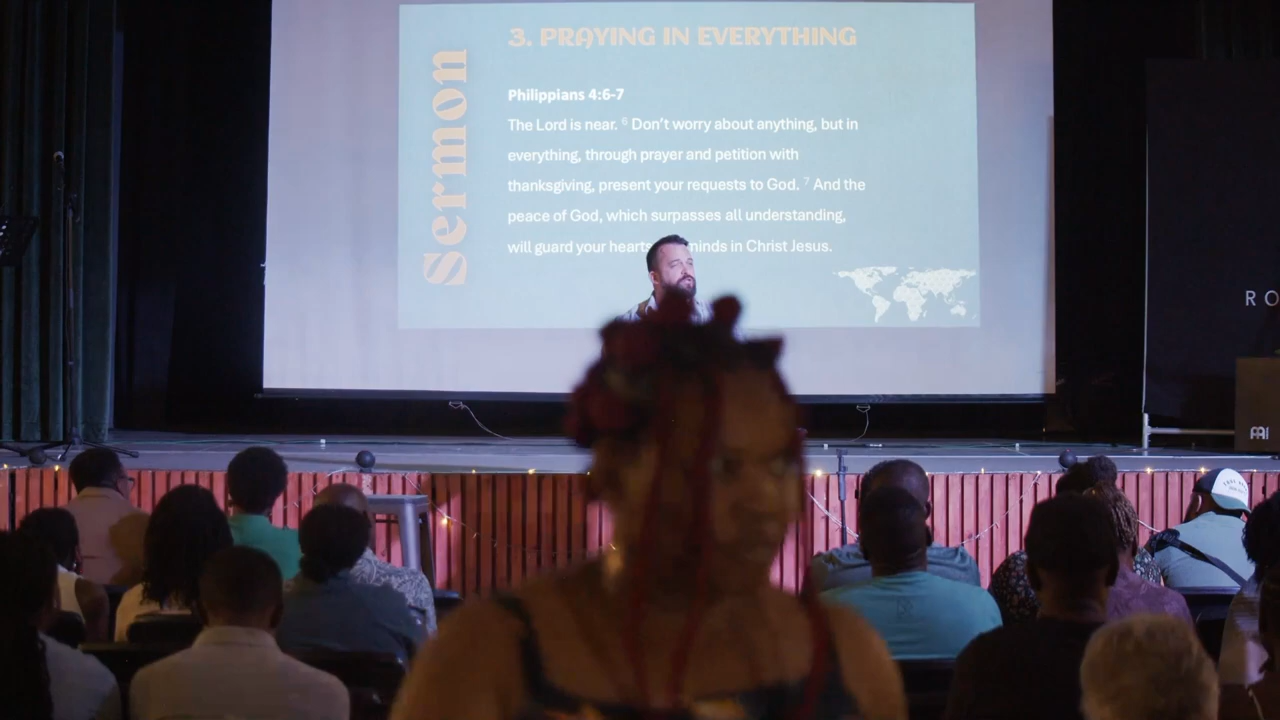 3. PRAYING IN EVERYTHING
Sermon
Philippians 4:6-7
The Lord is near. ⁶ Don't worry about anything, but in
everything, through prayer and petition with
thanksgiving, present your requests to God. ⁷ And the
peace of God, which surpasses all understanding,
will guard your hearts minds in Christ Jesus.
RO